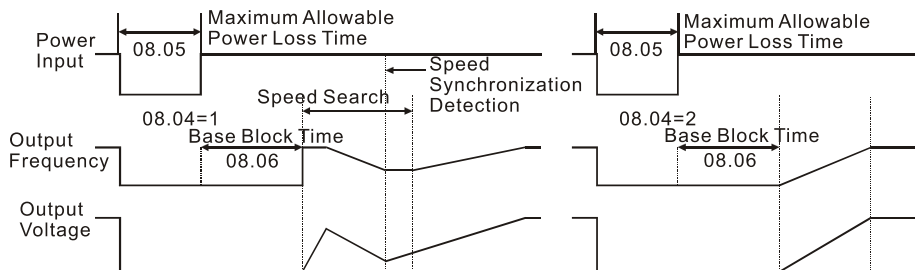 Maximum Allowable
Power Loss Time
Power
Input
08.05
Speed
Synchronization
Detection
Speed Search
08.04=1
Base Block Time
Output
Frequency
08.06
Output
Voltage
Maximum Allowable
Power Loss Time
08.05
08.04=2
Base Block Time
08.06